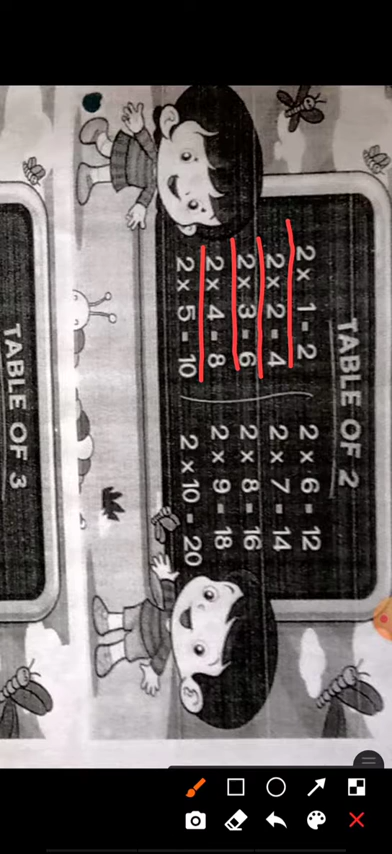 TABLE OF 2
2 x 1 = 2
2 x 2 = 4
2 x 3 = 6
2 x 4 = 8
2 x 5 = 10
2 x 6 = 12
2 x 7 = 14
2 x 8 = 16
2 x 9 = 18
2 x 10 = 20
TABLE OF 3